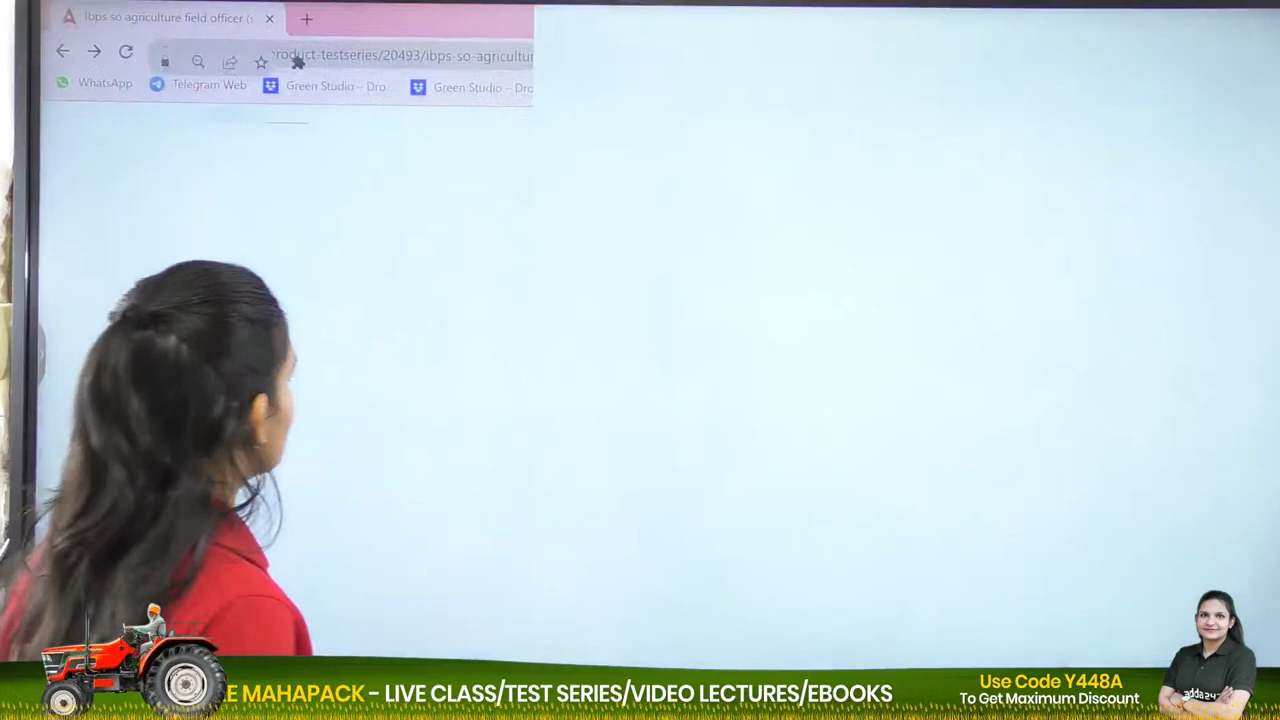 Ibps so agriculture field officer (s
roduct-testseries/20493/ibps-so-agricultur
WhatsApp
Telegram Web
Green Studio – Dro...
Green Studio – Dro
E MAHAPACK – LIVE CLASS/TEST SERIES/VIDEO LECTURES/EBOOKS
Use Code Y448A
To Get Maximum Discount
adda247